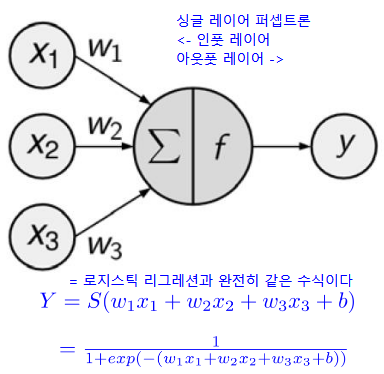 싱글 레이어 퍼셉트론
<- 인풋 레이어
아웃풋 레이어 ->
x₁ w₁
w₂
x₂ ∑ f y
x₃
w₃
= 로지스틱 리그레션과 완전히 같은 수식이다
Y = S(w₁x₁ + w₂x₂ + w₃x₃ + b)
= 1/(1+exp(−(w₁x₁+w₂x₂+w₃x₃+b)))